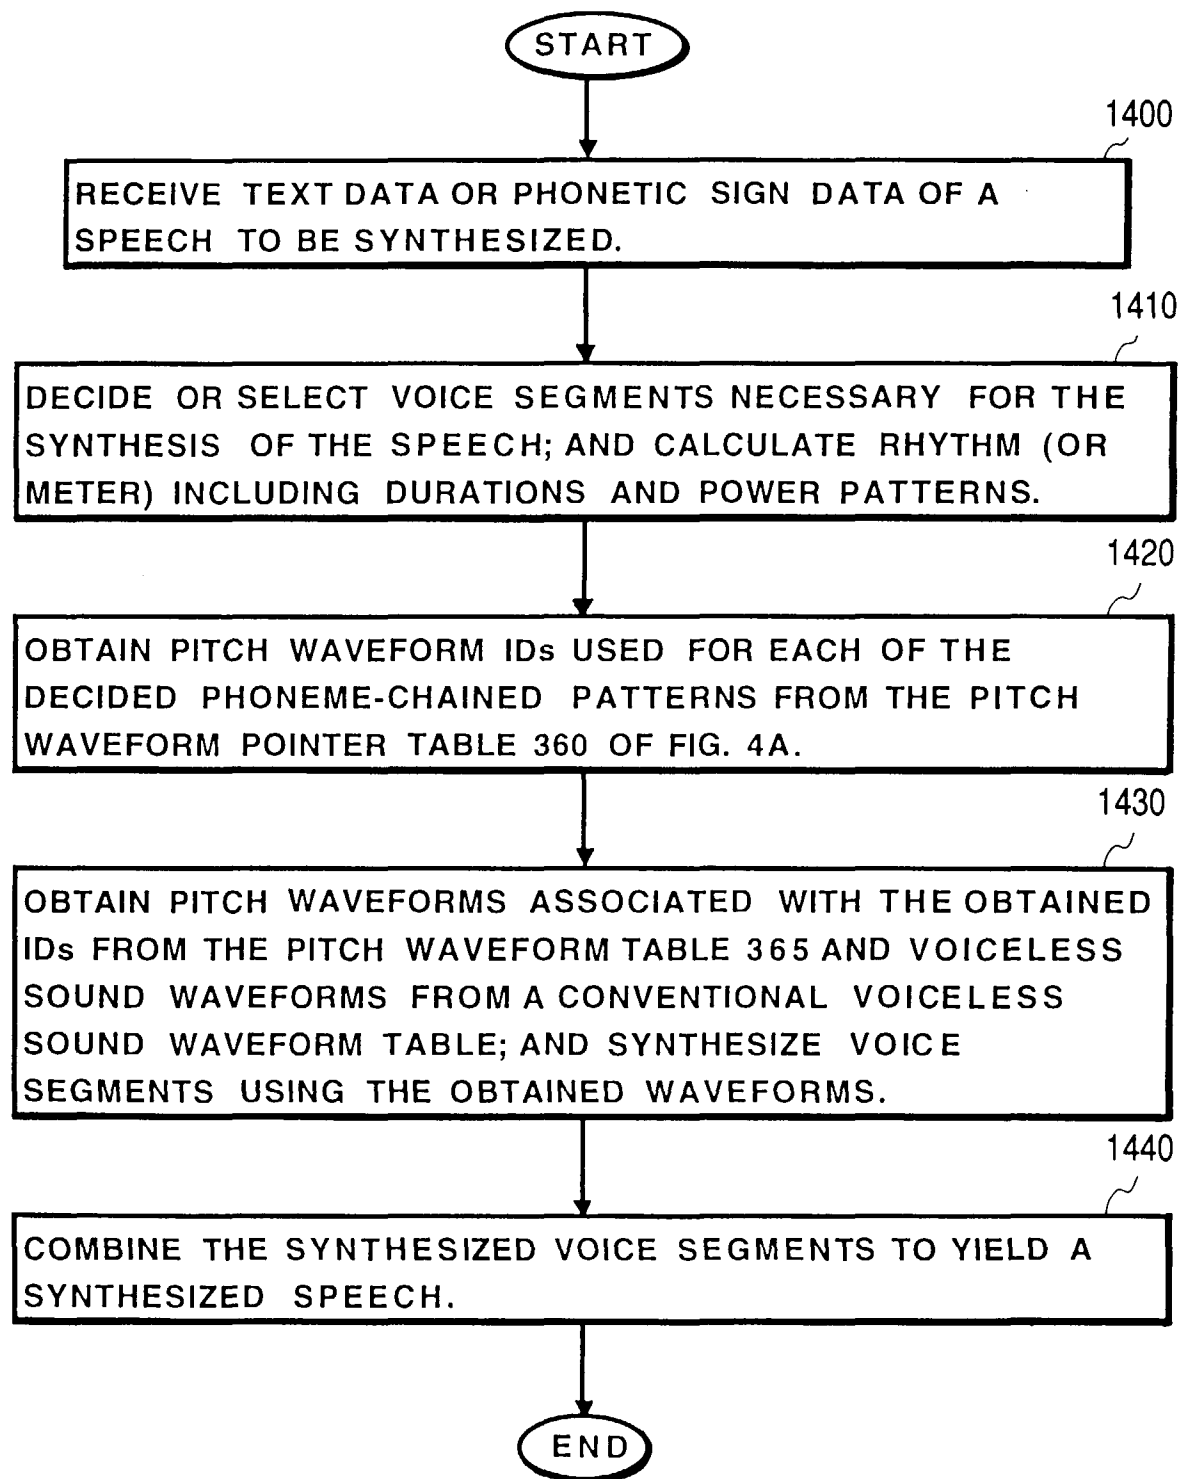 START
1400
RECEIVE TEXT DATA OR PHONETIC SIGN DATA OF A
SPEECH TO BE SYNTHESIZED.
1410
DECIDE OR SELECT VOICE SEGMENTS NECESSARY FOR THE
SYNTHESIS OF THE SPEECH; AND CALCULATE RHYTHM (OR
METER) INCLUDING DURATIONS AND POWER PATTERNS.
1420
OBTAIN PITCH WAVEFORM IDs USED FOR EACH OF THE
DECIDED PHONEME-CHAINED PATTERNS FROM THE PITCH
WAVEFORM POINTER TABLE 360 OF FIG. 4A.
1430
OBTAIN PITCH WAVEFORMS ASSOCIATED WITH THE OBTAINED
IDs FROM THE PITCH WAVEFORM TABLE 365 AND VOICELESS
SOUND WAVEFORMS FROM A CONVENTIONAL VOICELESS
SOUND WAVEFORM TABLE; AND SYNTHESIZE VOICE
SEGMENTS USING THE OBTAINED WAVEFORMS.
1440
COMBINE THE SYNTHESIZED VOICE SEGMENTS TO YIELD A
SYNTHESIZED SPEECH.
END